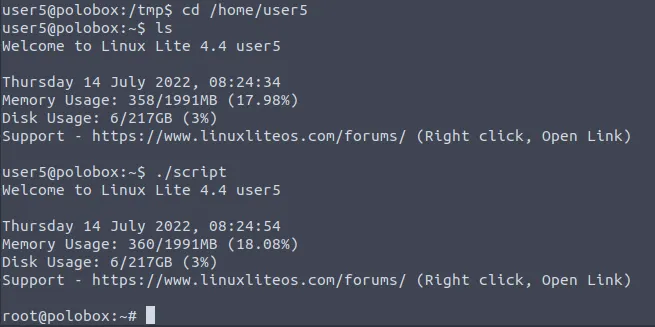 user5@polobox:/tmp$ cd /home/user5
user5@polobox:~$ ls
Welcome to Linux Lite 4.4 user5
Thursday 14 July 2022, 08:24:34
Memory Usage: 358/1991MB (17.98%)
Disk Usage: 6/217GB (3%)
Support - https://www.linuxliteos.com/forums/ (Right click, Open Link)
user5@polobox:~$ ./script
Welcome to Linux Lite 4.4 user5
Thursday 14 July 2022, 08:24:54
Memory Usage: 360/1991MB (18.08%)
Disk Usage: 6/217GB (3%)
Support - https://www.linuxliteos.com/forums/ (Right click, Open Link)
root@polobox:~#